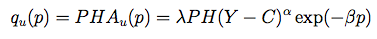 q_u(p) = PHA_u(p) = λPH(Y − C)^α exp(−βp)